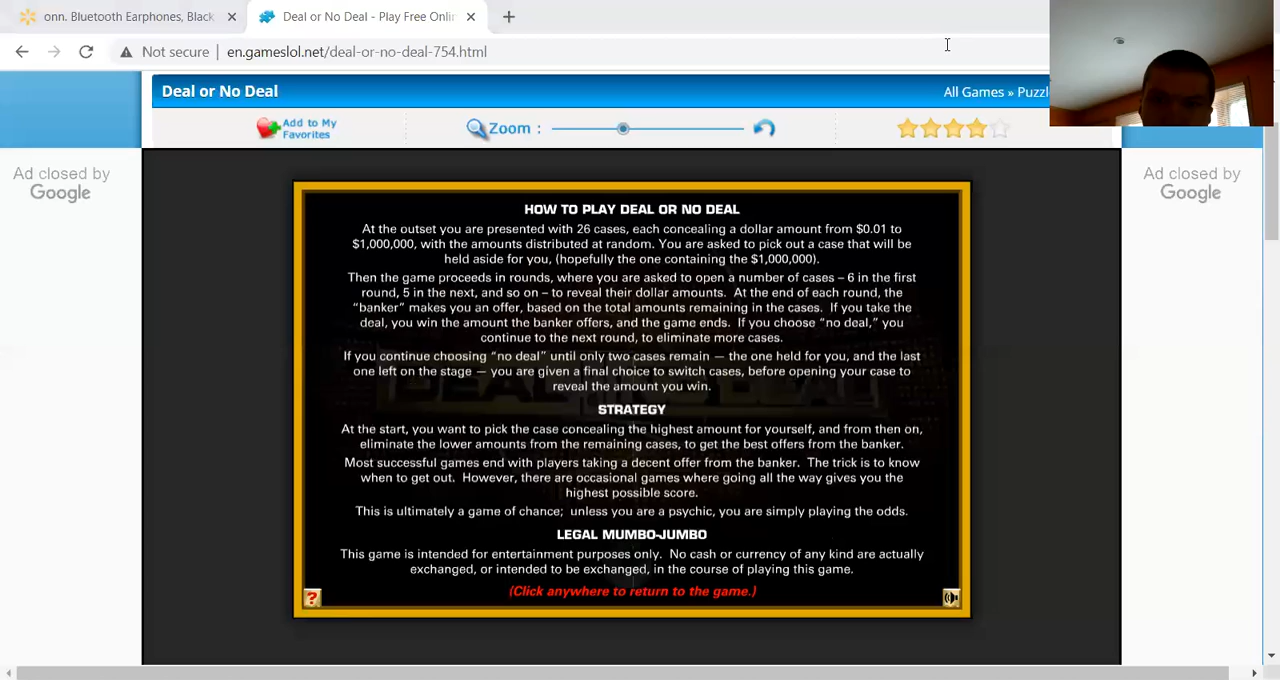 onn. Bluetooth Earphones, Black
Deal or No Deal - Play Free Onlin
Not secure
en.gameslol.net/deal-or-no-deal-754.html
Deal or No Deal
All Games » Puzzl
Add to My
Favorites
Zoom :
Ad closed by
Google
Ad closed by
Google
HOW TO PLAY DEAL OR NO DEAL
At the outset you are presented with 26 cases, each concealing a dollar amount from $0.01 to
$1,000,000, with the amounts distributed at random. You are asked to pick out a case that will be
held aside for you, (hopefully the one containing the $1,000,000).
Then the game proceeds in rounds, where you are asked to open a number of cases – 6 in the first
round, 5 in the next, and so on – to reveal their dollar amounts. At the end of each round, the
“banker” makes you an offer, based on the total amounts remaining in the cases. If you take the
deal, you win the amount the banker offers, and the game ends. If you choose “no deal,” you
continue to the next round, to eliminate more cases.
If you continue choosing “no deal” until only two cases remain — the one held for you, and the last
one left on the stage — you are given a final choice to switch cases, before opening your case to
reveal the amount you win.
STRATEGY
At the start, you want to pick the case concealing the highest amount for yourself, and from then on,
eliminate the lower amounts from the remaining cases, to get the best offers from the banker.
Most successful games end with players taking a decent offer from the banker. The trick is to know
when to get out. However, there are occasional games where going all the way gives you the
highest possible score.
This is ultimately a game of chance; unless you are a psychic, you are simply playing the odds.
LEGAL MUMBO-JUMBO
This game is intended for entertainment purposes only. No cash or currency of any kind are actually
exchanged, or intended to be exchanged, in the course of playing this game.
(Click anywhere to return to the game.)
?